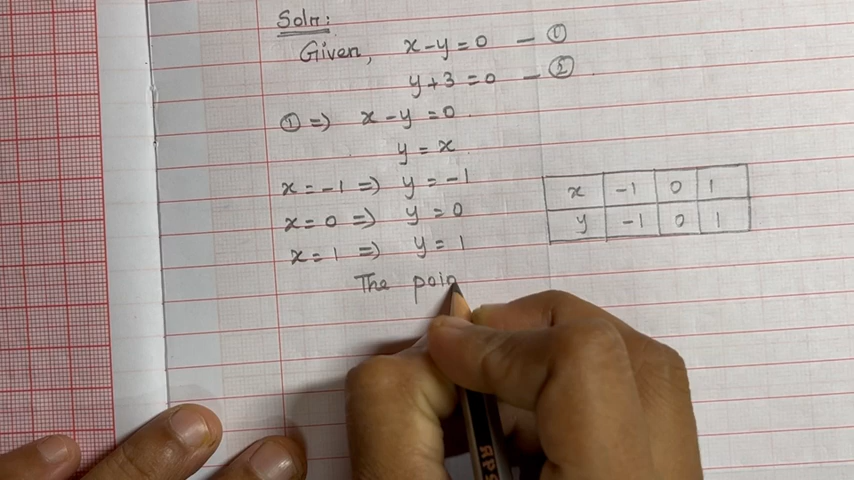 Soln:
Given, x-y=0 — ①
y+3=0 — ②
① => x-y=0.
y=x
x=-1 => y=-1
x=0 => y=0
x=1 => y=1
x -1 0 1
y -1 0 1
The poin
APS